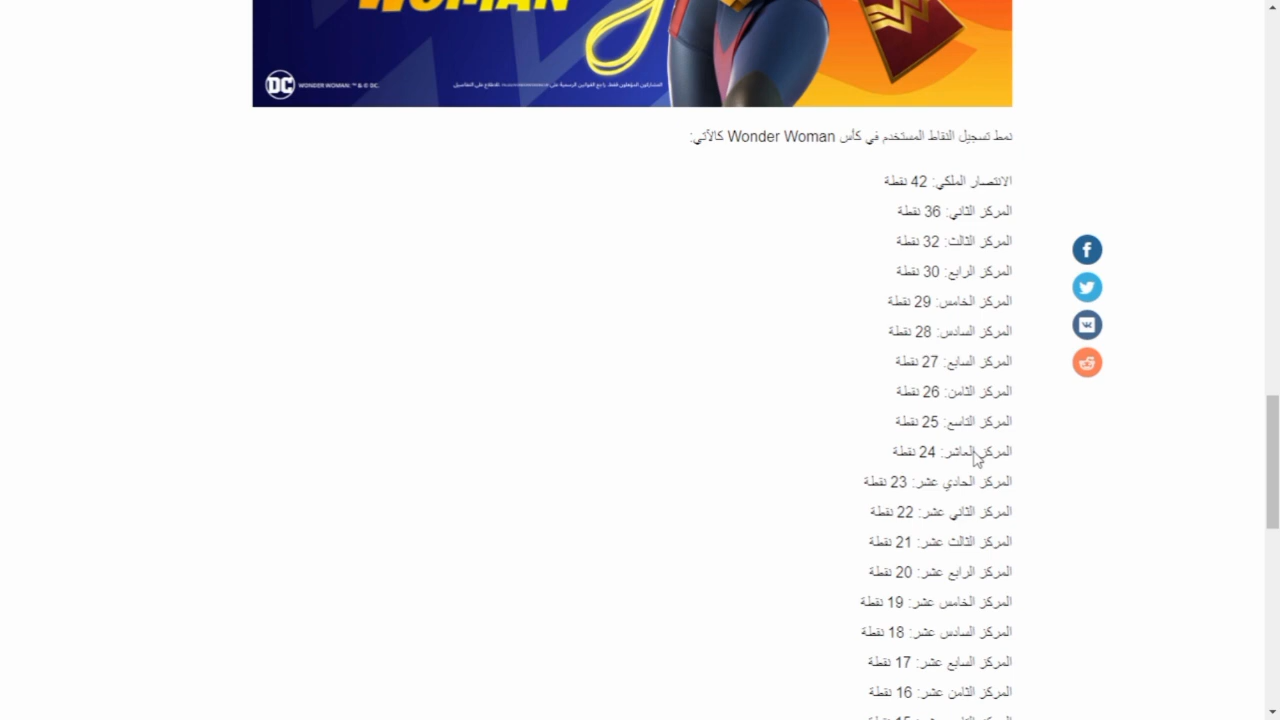 WOMAN
DC WONDER WOMAN: ™ & © DC.
نمط تسجيل النقاط المستخدم في كأس Wonder Woman كالآتي:
الانتصار الملكي: 42 نقطة
المركز الثاني: 36 نقطة
المركز الثالث: 32 نقطة
المركز الرابع: 30 نقطة
المركز الخامس: 29 نقطة
المركز السادس: 28 نقطة
المركز السابع: 27 نقطة
المركز الثامن: 26 نقطة
المركز التاسع: 25 نقطة
المركز العاشر: 24 نقطة
المركز الحادي عشر: 23 نقطة
المركز الثاني عشر: 22 نقطة
المركز الثالث عشر: 21 نقطة
المركز الرابع عشر: 20 نقطة
المركز الخامس عشر: 19 نقطة
المركز السادس عشر: 18 نقطة
المركز السابع عشر: 17 نقطة
المركز الثامن عشر: 16 نقطة